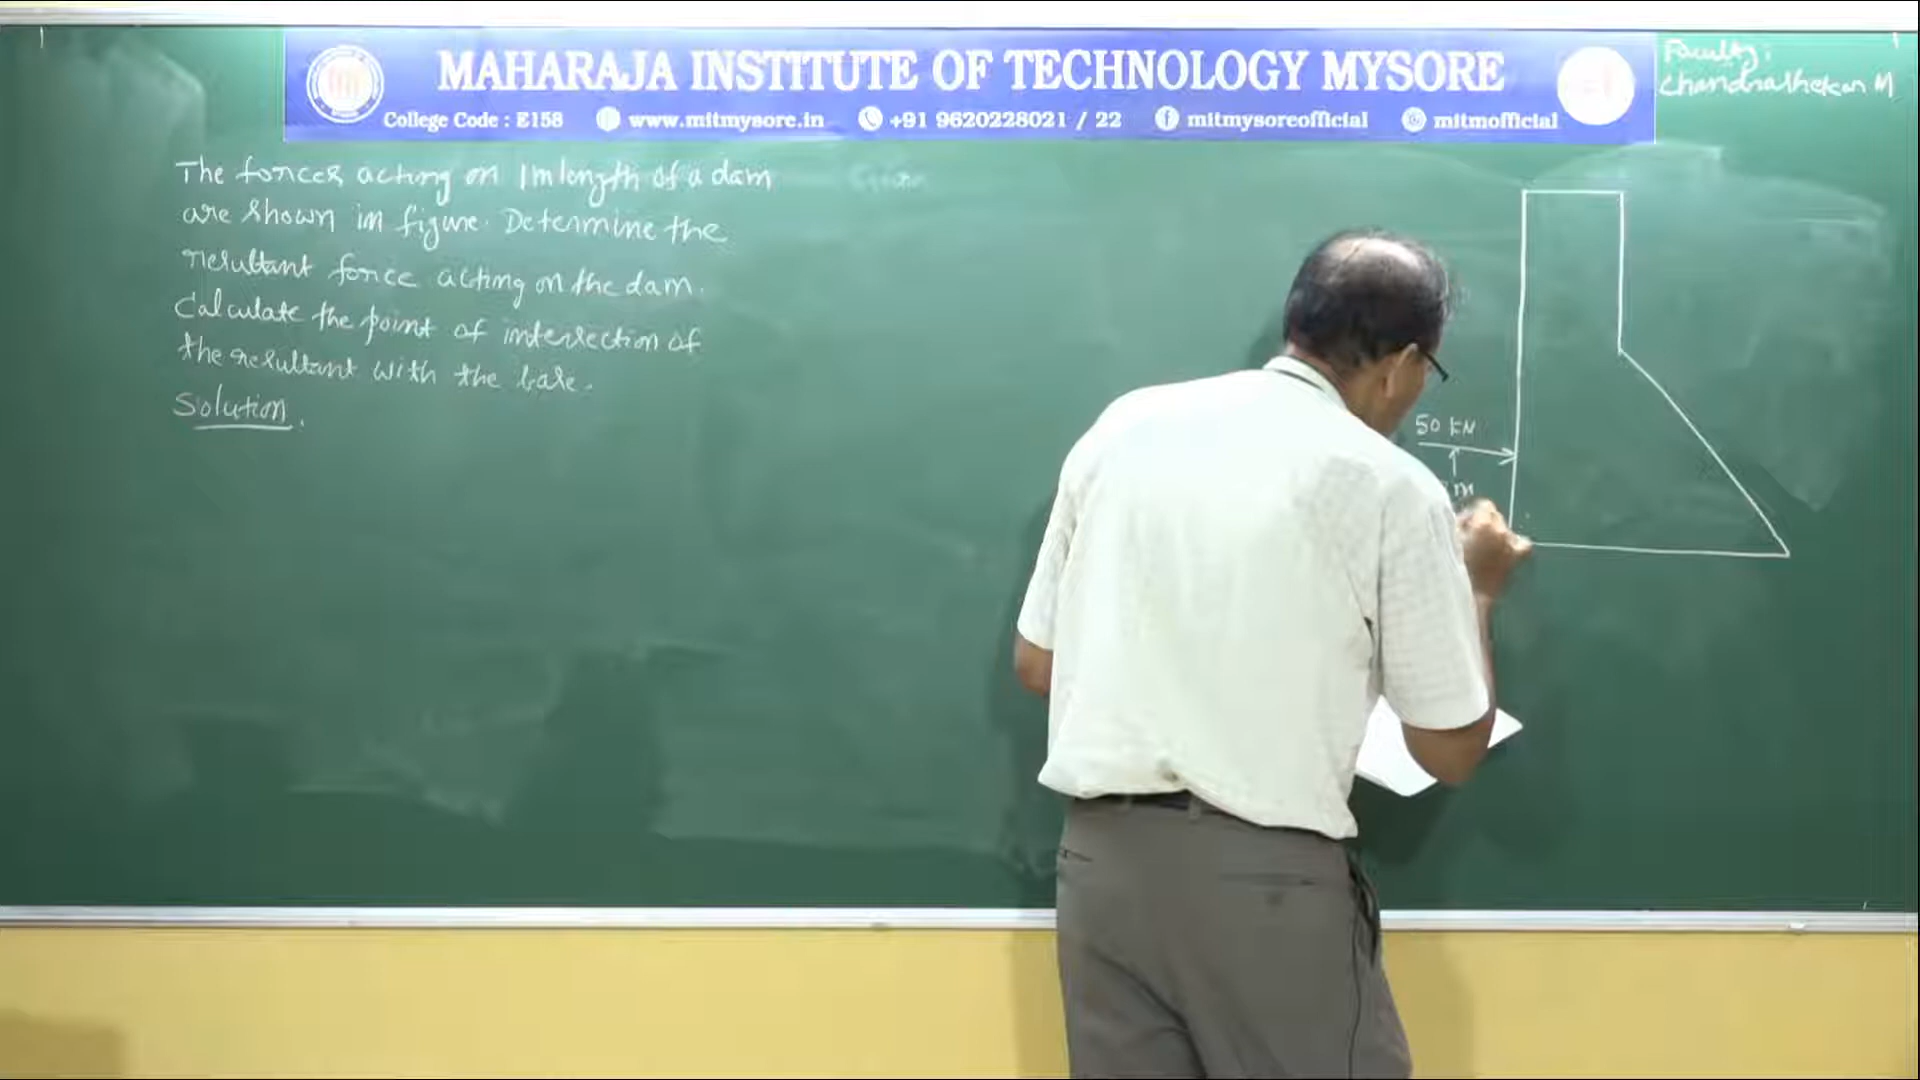 MAHARAJA INSTITUTE OF TECHNOLOGY MYSORE
College Code : E158 www.mitmysore.in +91 9620228021 / 22 mitmysoreofficial mitmofficial
Faculty:
Chandrashekar M
The forces acting on 1m length of a dam
are shown in figure. Determine the
resultant force acting on the dam.
Calculate the point of intersection of
the resultant with the base.
Solution.
50 kN
m